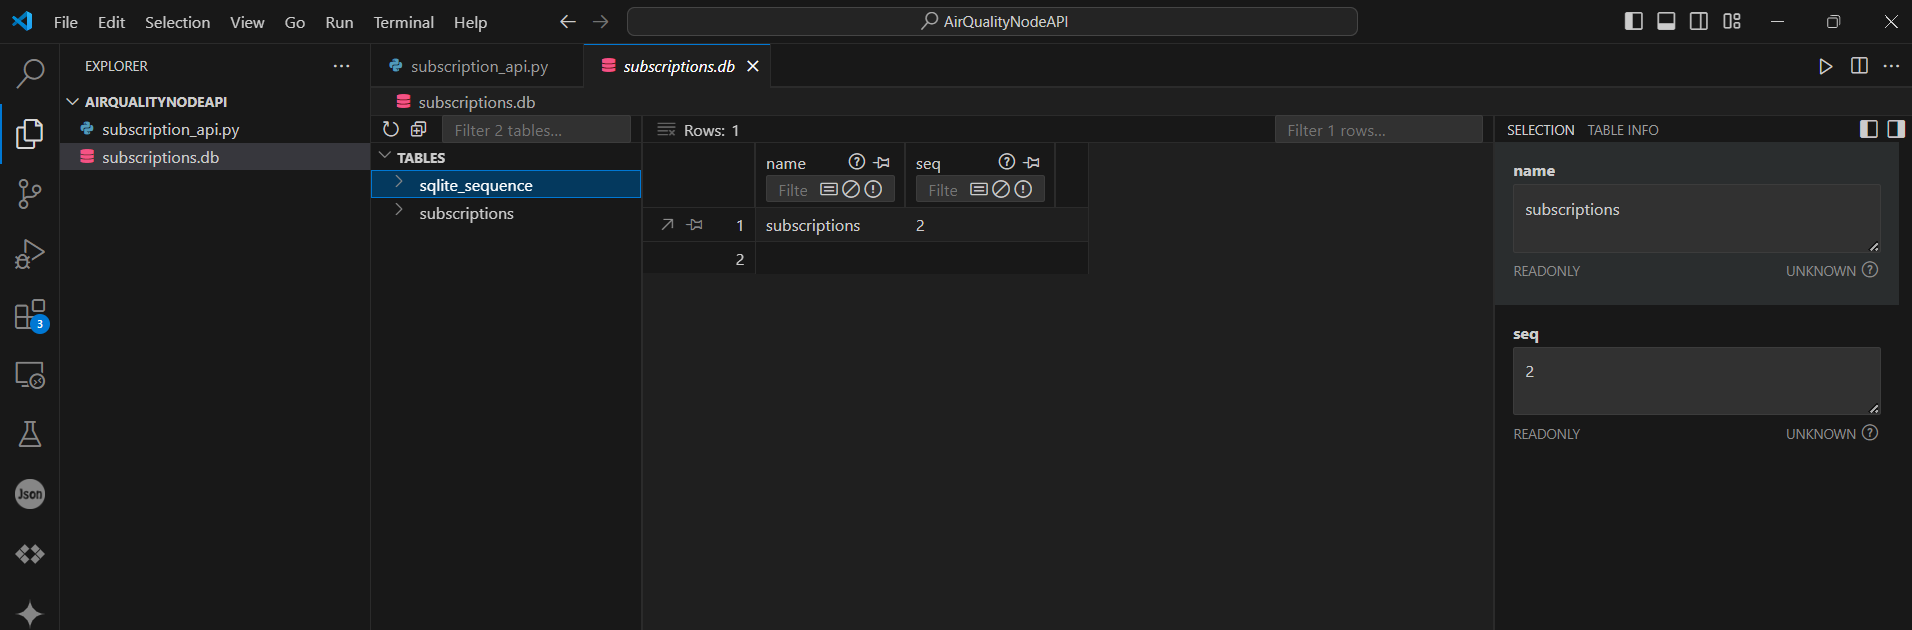 File Edit Selection View Go Run Terminal Help
AirQualityNodeAPI
EXPLORER
AIRQUALITYNODEAPI
subscription_api.py
subscriptions.db
3
Json
subscription_api.py
subscriptions.db
subscriptions.db
Filter 2 tables...
TABLES
sqlite_sequence
subscriptions
Rows: 1
Filter 1 rows...
name seq
Filte Filte
1 subscriptions 2
2
SELECTION TABLE INFO
name
subscriptions
READONLY UNKNOWN
seq
2
READONLY UNKNOWN